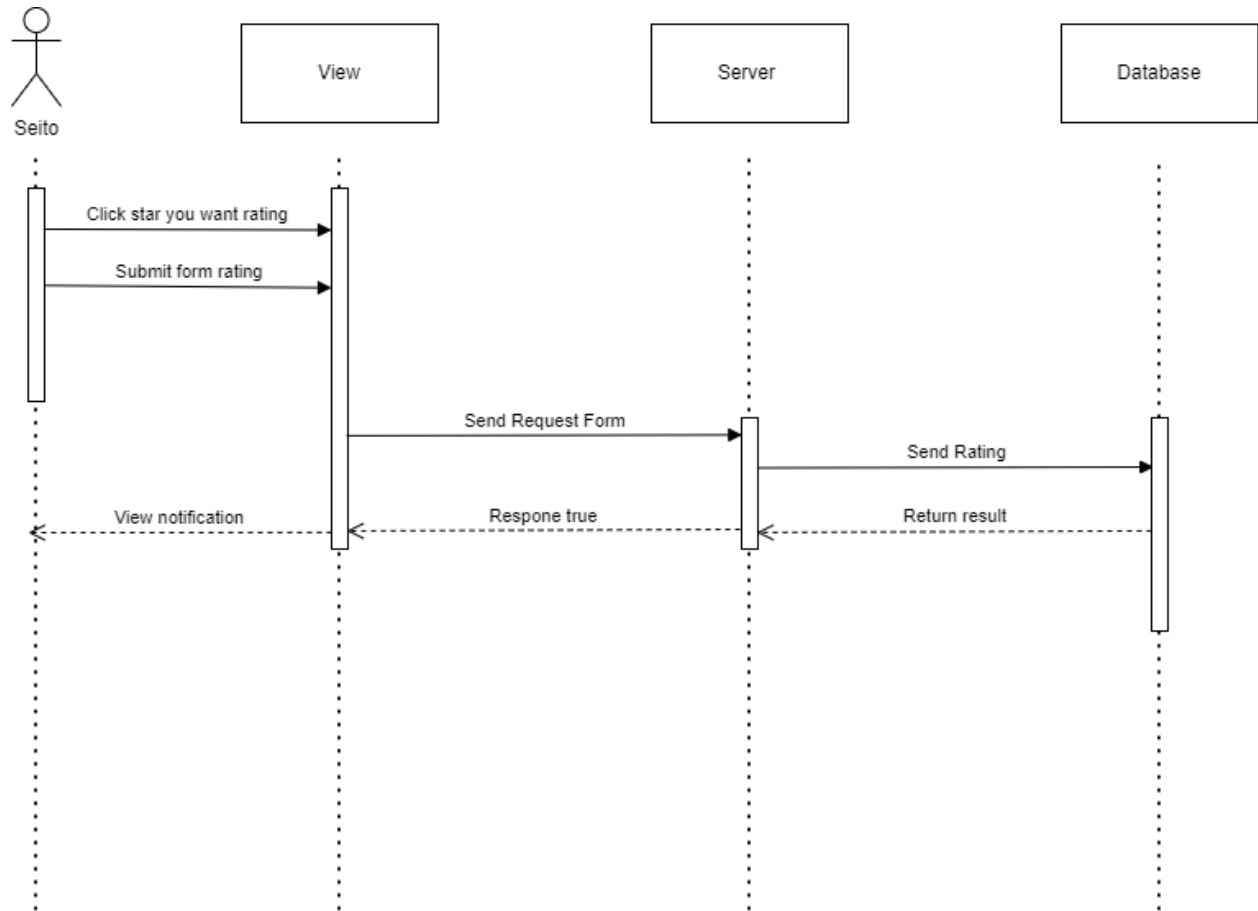 Seito
View
Server
Database
Click star you want rating
Submit form rating
Send Request Form
Send Rating
View notification
Respone true
Return result